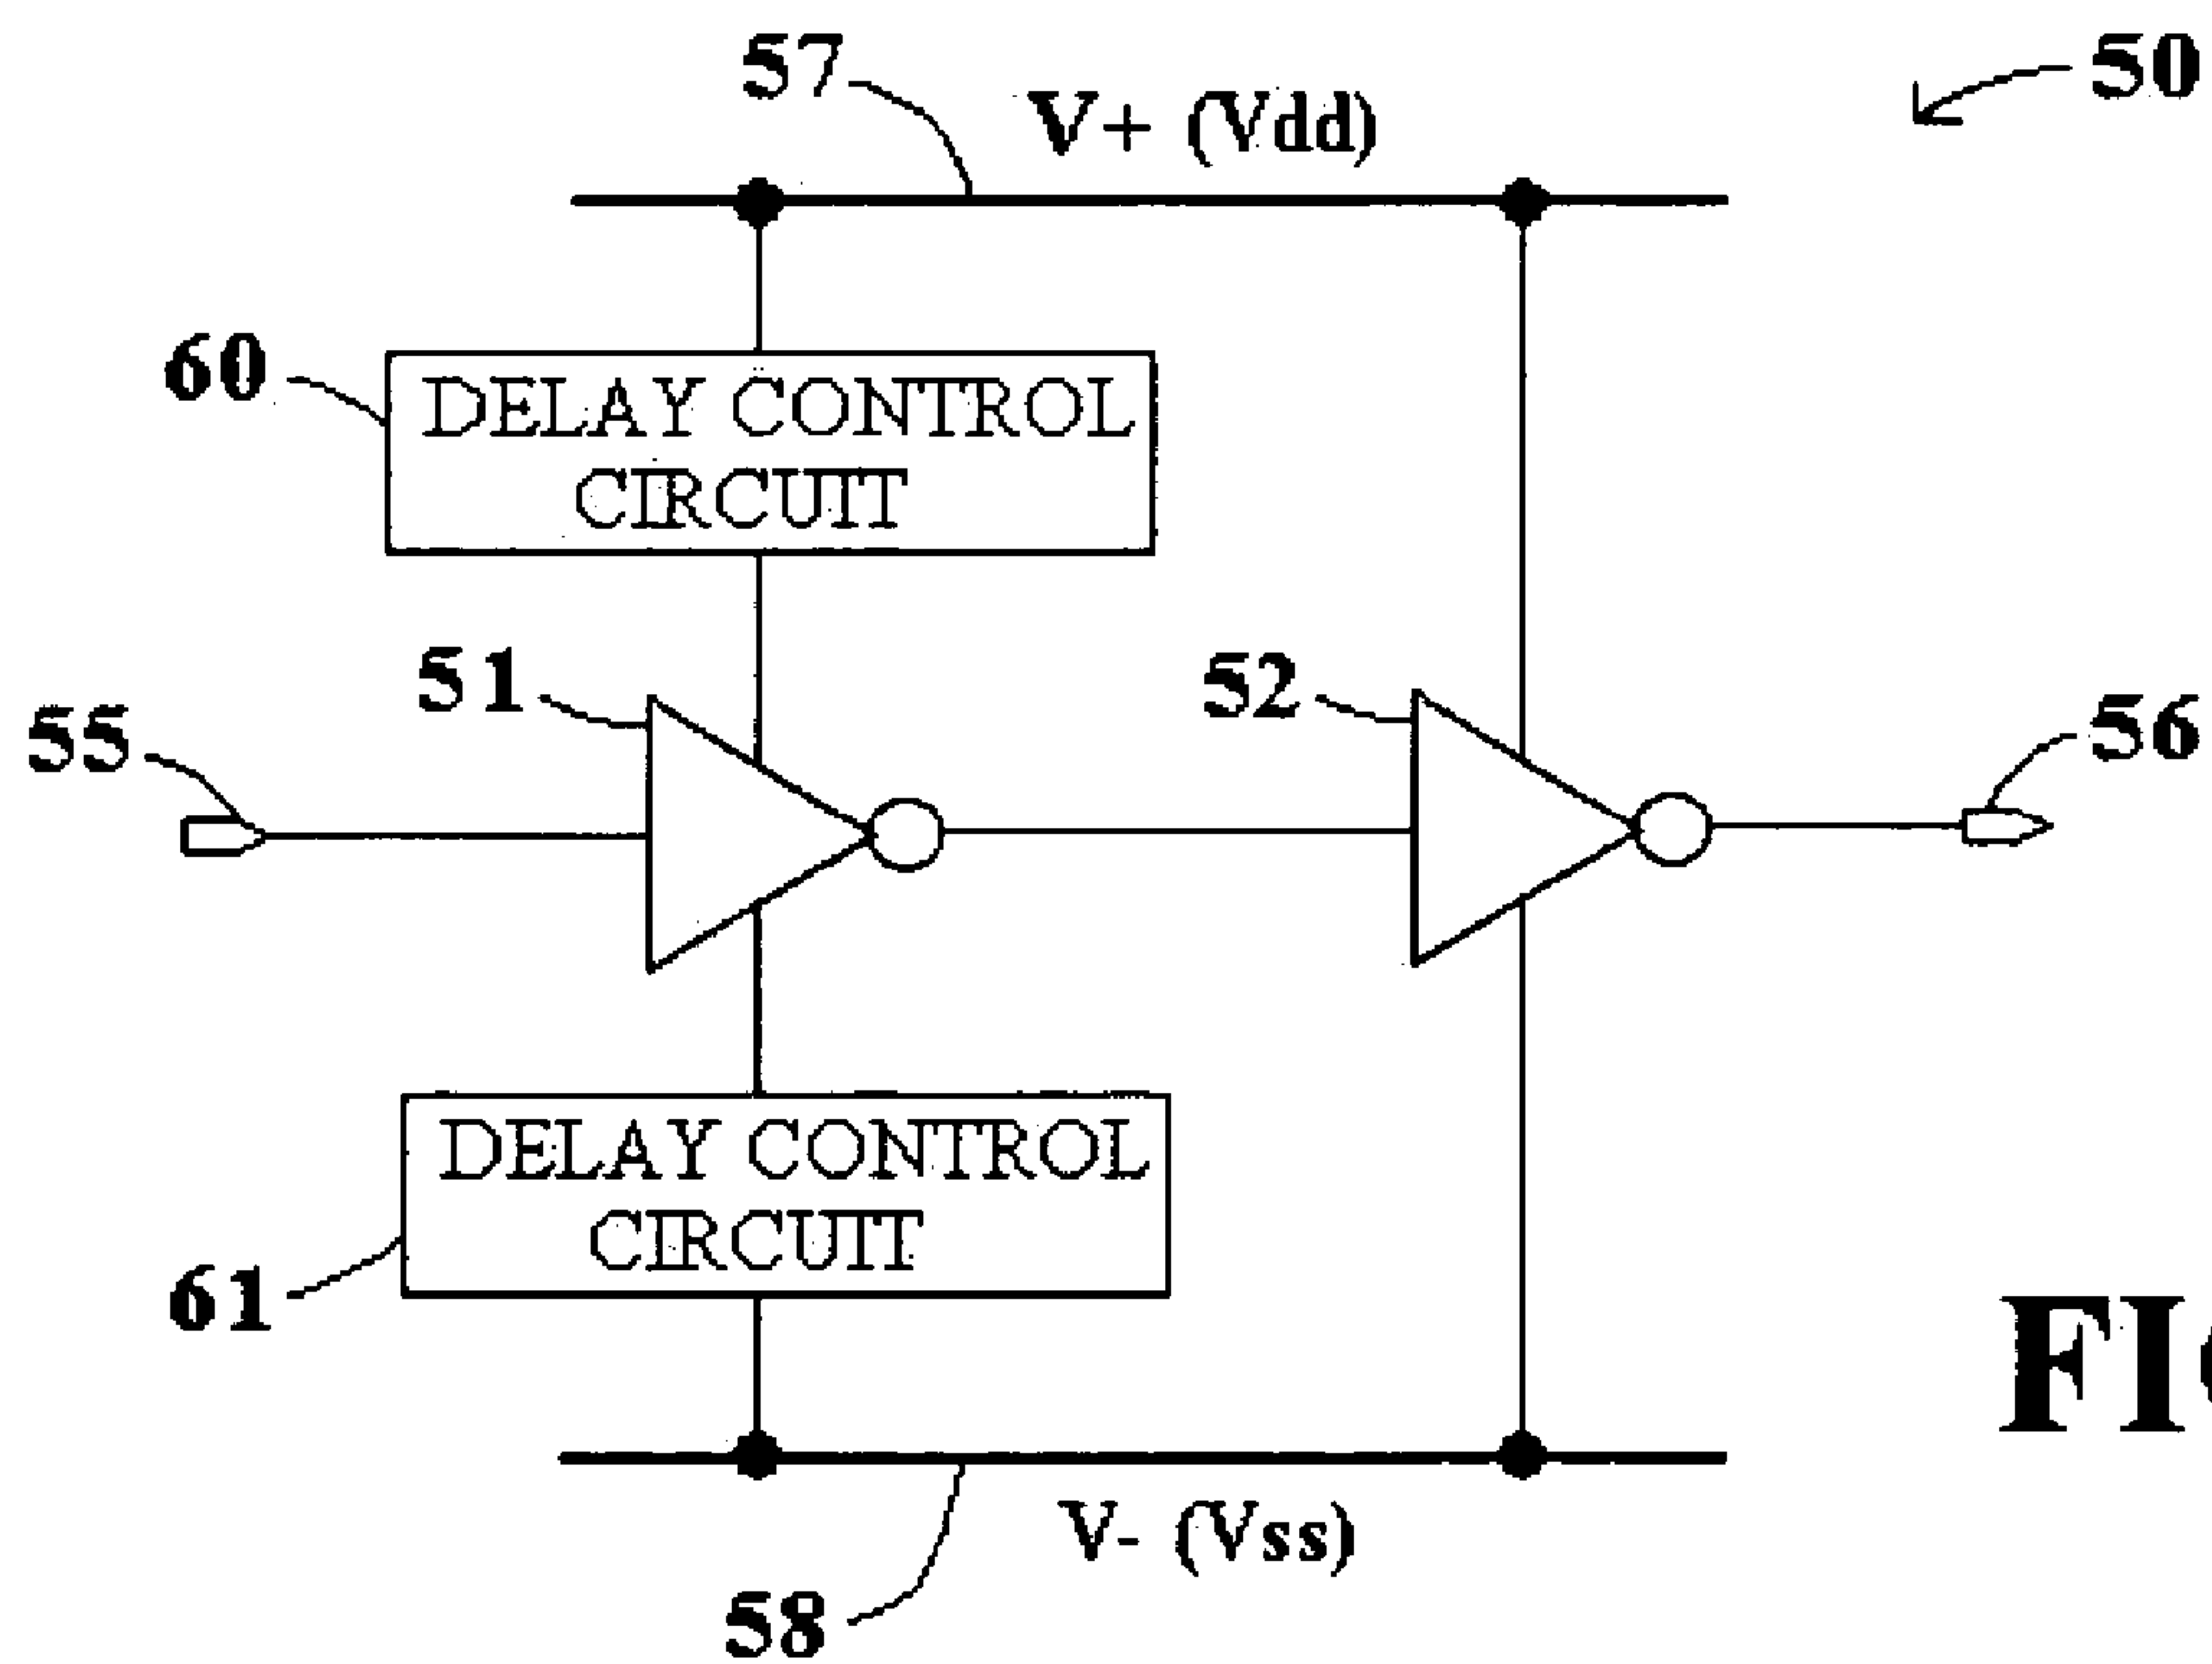 57
V+ (Vdd)
50
60
DELAY CONTROL
CIRCUIT
51
52
55
56
DELAY CONTROL
CIRCUIT
61
V- (Vss)
58